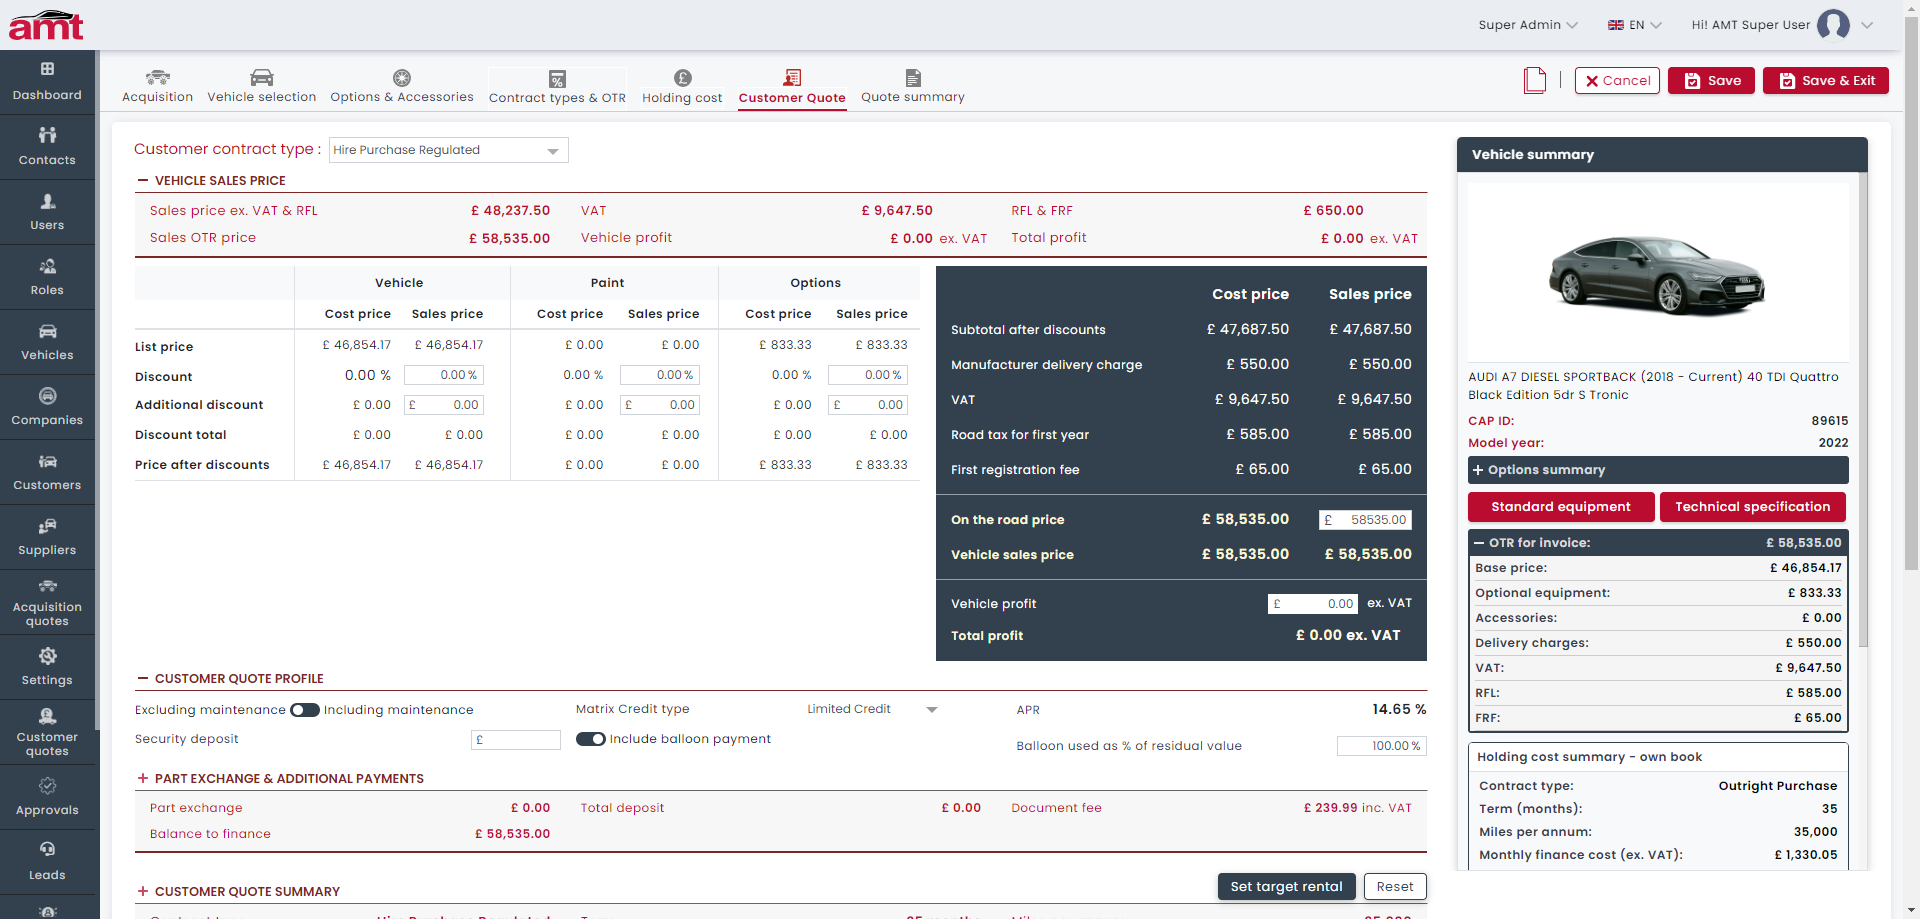 amt
Super Admin
EN
Hi! AMT Super User
Dashboard
Contacts
Users
Roles
Vehicles
Companies
Customers
Suppliers
Acquisition
quotes
Settings
Customer
quotes
Approvals
Leads
Acquisition
Vehicle selection
Options & Accessories
Contract types & OTR
Holding cost
Customer Quote
Quote summary
Cancel
Save
Save & Exit
Customer contract type : Hire Purchase Regulated
VEHICLE SALES PRICE
Sales price ex. VAT & RFL £ 48,237.50 VAT £ 9,647.50 RFL & FRF £ 650.00
Sales OTR price £ 58,535.00 Vehicle profit £ 0.00 ex. VAT Total profit £ 0.00 ex. VAT
Vehicle Paint Options
Cost price Sales price Cost price Sales price Cost price Sales price
List price £ 46,854.17 £ 46,854.17 £ 0.00 £ 0.00 £ 833.33 £ 833.33
Discount 0.00 % 0.00 % 0.00 % 0.00 % 0.00 % 0.00 %
Additional discount £ 0.00 £ 0.00 £ 0.00 £ 0.00 £ 0.00 £ 0.00
Discount total £ 0.00 £ 0.00 £ 0.00 £ 0.00 £ 0.00 £ 0.00
Price after discounts £ 46,854.17 £ 46,854.17 £ 0.00 £ 0.00 £ 833.33 £ 833.33
Cost price Sales price
Subtotal after discounts £ 47,687.50 £ 47,687.50
Manufacturer delivery charge £ 550.00 £ 550.00
VAT £ 9,647.50 £ 9,647.50
Road tax for first year £ 585.00 £ 585.00
First registration fee £ 65.00 £ 65.00
On the road price £ 58,535.00 £ 58535.00
Vehicle sales price £ 58,535.00 £ 58,535.00
Vehicle profit £ 0.00 ex. VAT
Total profit £ 0.00 ex. VAT
CUSTOMER QUOTE PROFILE
Excluding maintenance Including maintenance Matrix Credit type Limited Credit APR 14.65 %
Security deposit £ Include balloon payment Balloon used as % of residual value 100.00 %
PART EXCHANGE & ADDITIONAL PAYMENTS
Part exchange £ 0.00 Total deposit £ 0.00 Document fee £ 239.99 inc. VAT
Balance to finance £ 58,535.00
CUSTOMER QUOTE SUMMARY Set target rental Reset
Vehicle summary
AUDI A7 DIESEL SPORTBACK (2018 - Current) 40 TDI Quattro
Black Edition 5dr S Tronic
CAP ID: 89615
Model year: 2022
Options summary
Standard equipment Technical specification
OTR for invoice: £ 58,535.00
Base price: £ 46,854.17
Optional equipment: £ 833.33
Accessories: £ 0.00
Delivery charges: £ 550.00
VAT: £ 9,647.50
RFL: £ 585.00
FRF: £ 65.00
Holding cost summary - own book
Contract type: Outright Purchase
Term (months): 35
Miles per annum: 35,000
Monthly finance cost (ex. VAT): £ 1,330.05